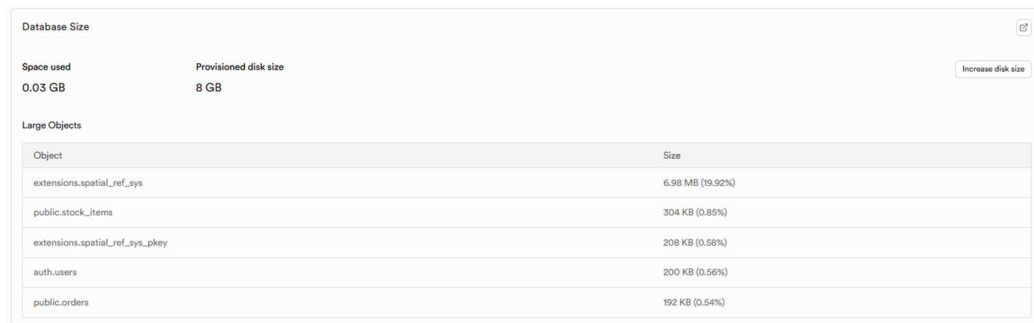 Database Size
Space used Provisioned disk size
Increase disk size
0.03 GB 8 GB
Large Objects
Object Size
extensions.spatial_ref_sys 6.98 MB (19.92%)
public.stock_items 304 KB (0.85%)
extensions.spatial_ref_sys_pkey 208 KB (0.58%)
auth.users 200 KB (0.56%)
public.orders 192 KB (0.54%)